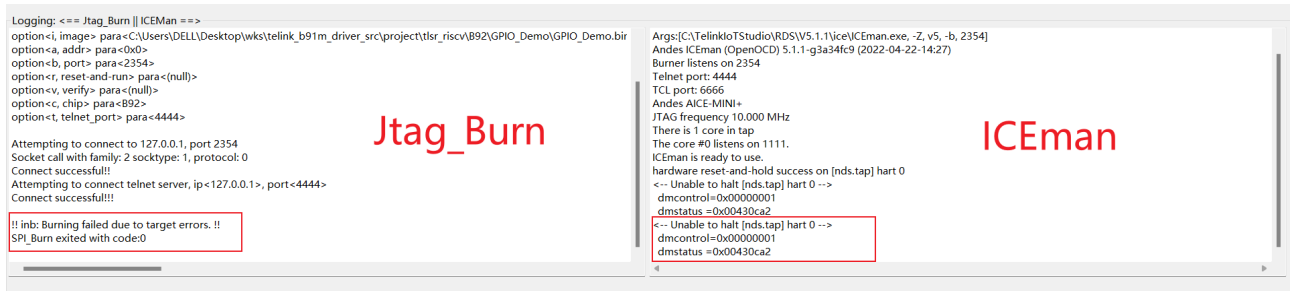 Logging: <== Jtag_Burn || ICEMan ==>
option<i, image> para<C:\Users\DELL\Desktop\wks\telink_b91m_driver_src\project\tlsr_riscv\B92\GPIO_Demo\GPIO_Demo.bin
option<a, addr> para<0x0>
option<b, port> para<2354>
option<r, reset-and-run> para<(null)>
option<v, verify> para<(null)>
option<c, chip> para<B92>
option<t, telnet_port> para<4444>
Attempting to connect to 127.0.0.1, port 2354
Socket call with family: 2 socktype: 1, protocol: 0
Connect successful!!
Attempting to connect telnet server, ip<127.0.0.1>, port<4444>
Connect successful!!!
!! inb: Burning failed due to target errors. !!
SPI_Burn exited with code:0
Jtag_Burn
Args:[C:\TelinkIoTStudio\RDS\V5.1.1\ice\ICEman.exe, -Z, v5, -b, 2354]
Andes ICEman (OpenOCD) 5.1.1-g3a34fc9 (2022-04-22-14:27)
Burner listens on 2354
Telnet port: 4444
TCL port: 6666
Andes AICE-MINI+
JTAG frequency 10.000 MHz
There is 1 core in tap
The core #0 listens on 1111.
ICEman is ready to use.
hardware reset-and-hold success on [nds.tap] hart 0
<-- Unable to halt [nds.tap] hart 0 -->
dmcontrol=0x00000001
dmstatus =0x00430ca2
<-- Unable to halt [nds.tap] hart 0 -->
dmcontrol=0x00000001
dmstatus =0x00430ca2
ICEman